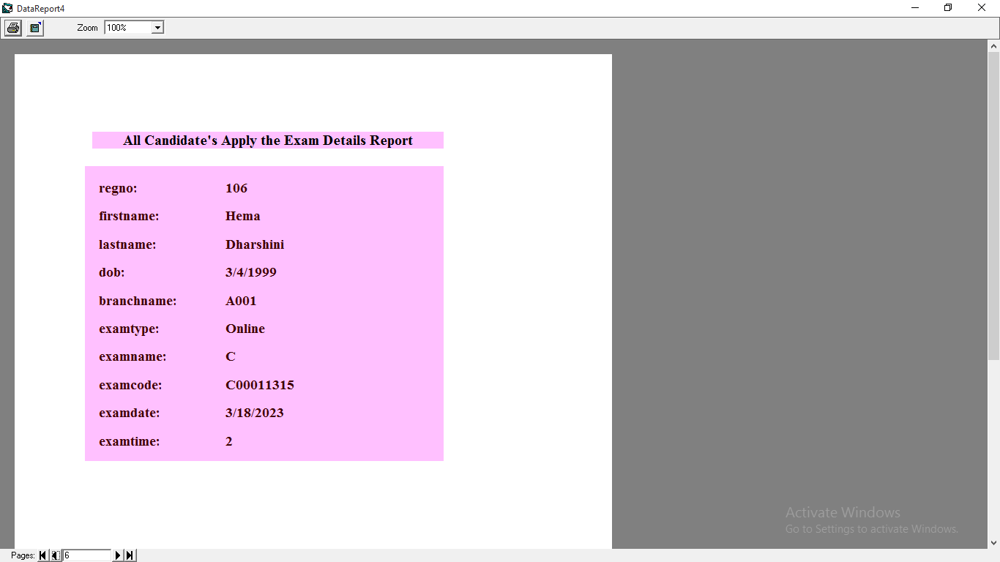 DataReport4
Zoom 100%
All Candidate's Apply the Exam Details Report
regno: 106
firstname: Hema
lastname: Dharshini
dob: 3/4/1999
branchname: A001
examtype: Online
examname: C
examcode: C00011315
examdate: 3/18/2023
examtime: 2
Activate Windows
Go to Settings to activate Windows.
Pages: 6